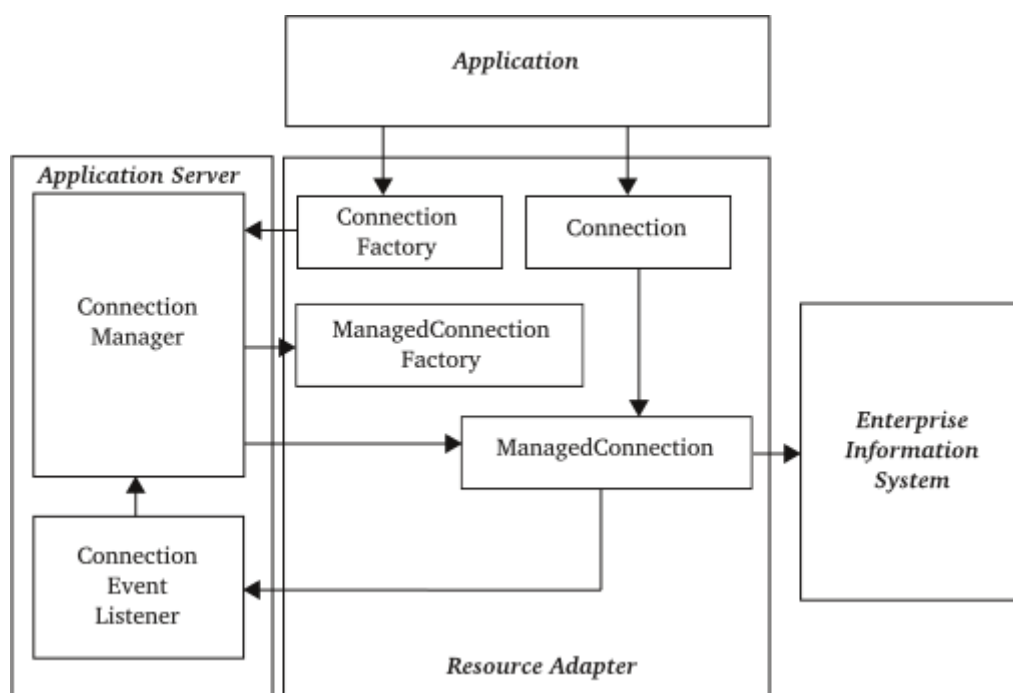 Application
Application Server
Connection
Manager
Connection
Event
Listener
Connection
Factory
Connection
ManagedConnection
Factory
ManagedConnection
Resource Adapter
Enterprise
Information
System